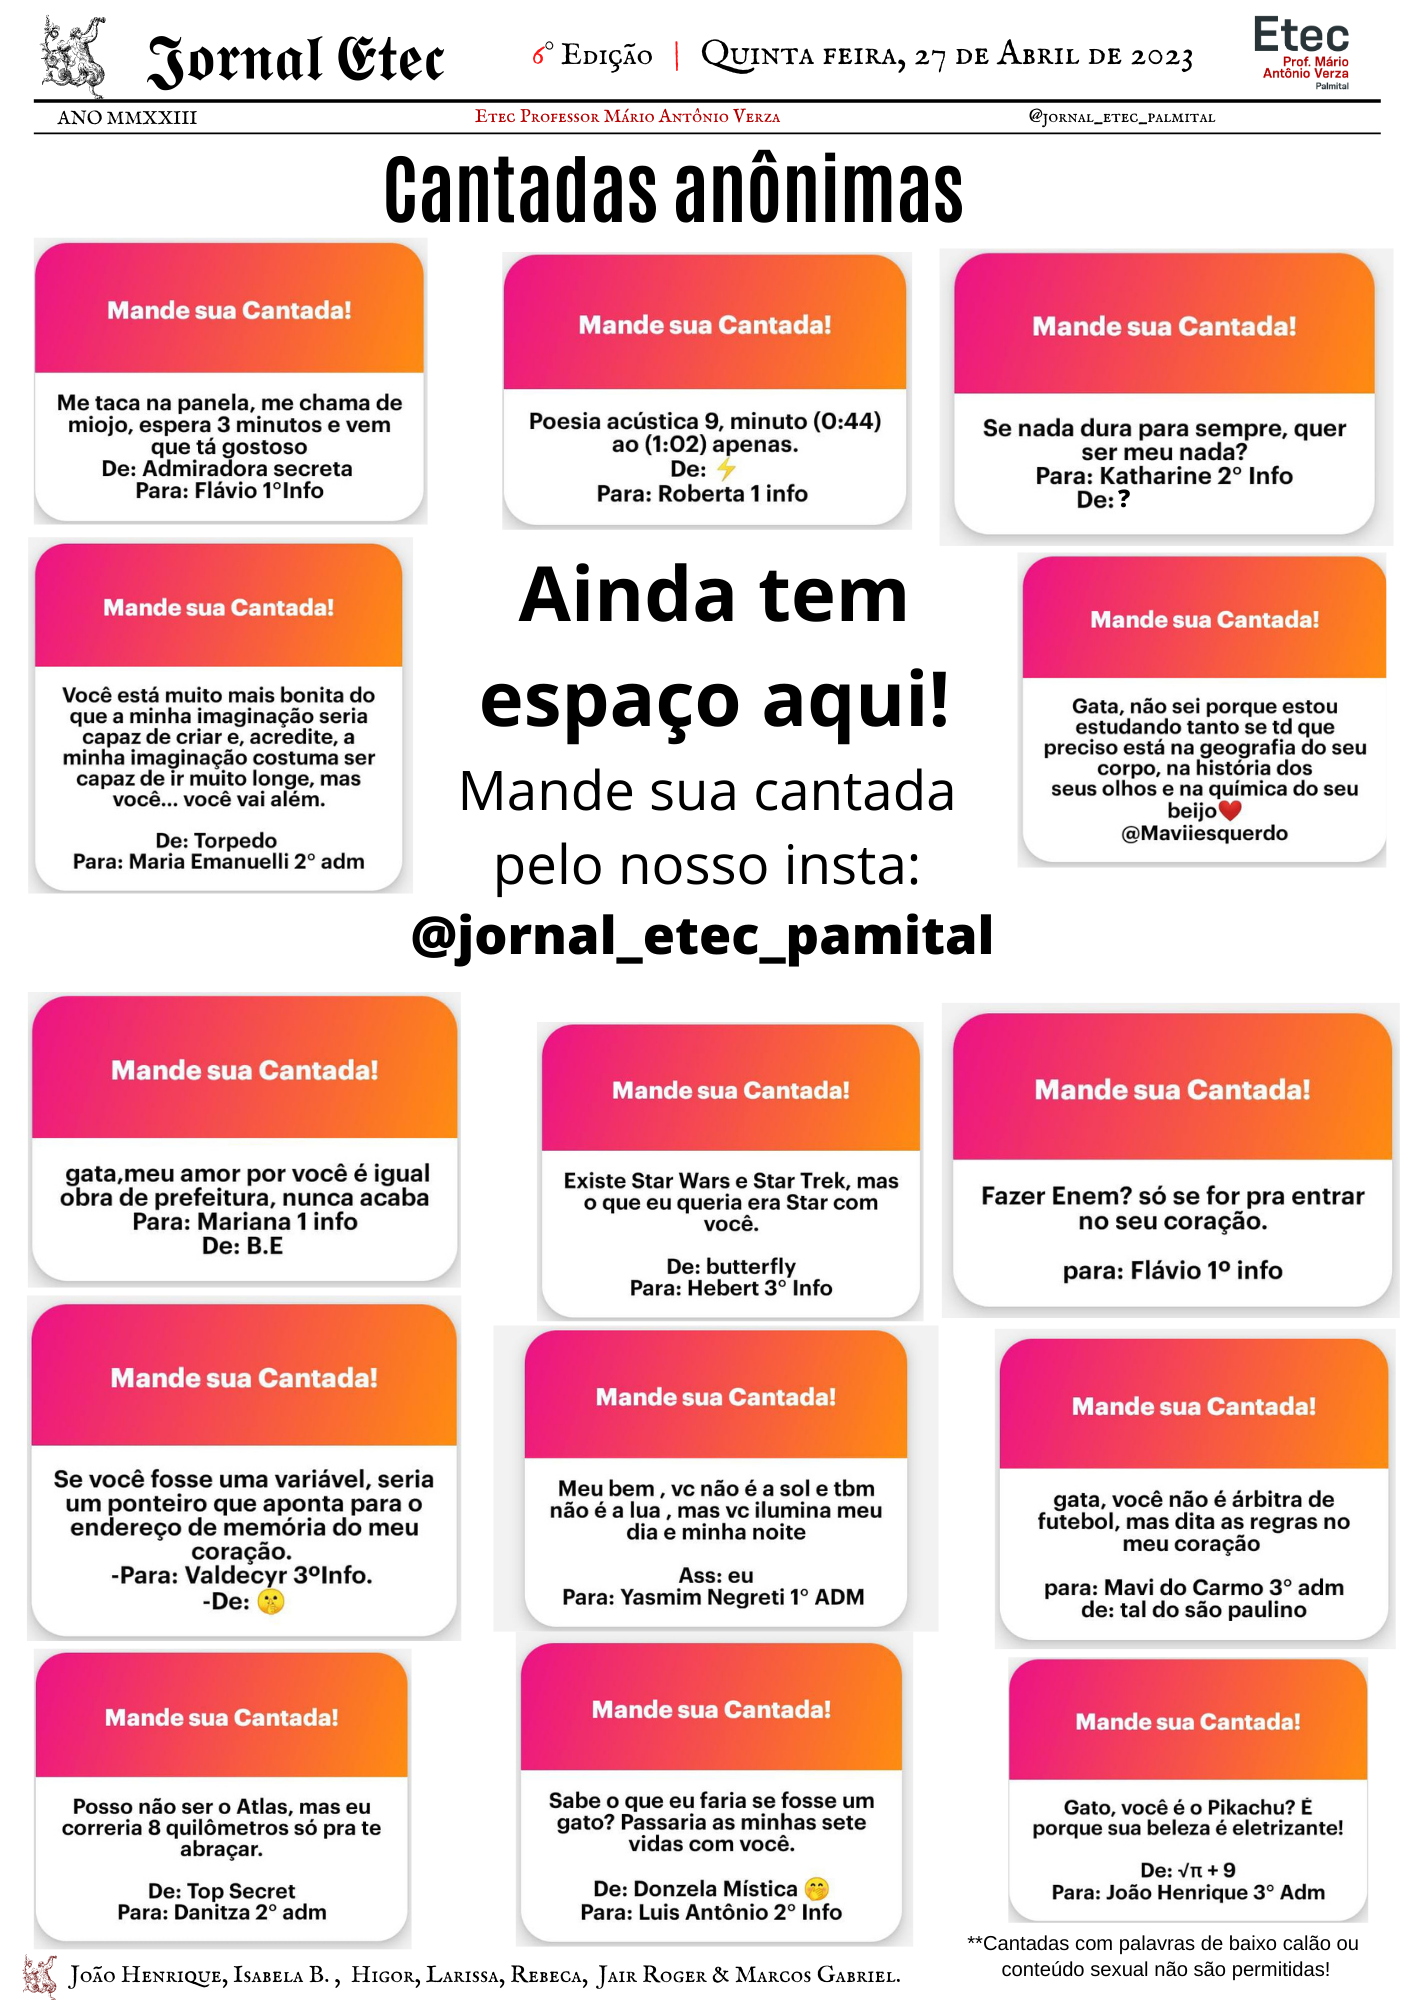 Jornal Etec
6° Edição | Quinta feira, 27 de Abril de 2023
Etec
Prof. Mário
Antônio Verza
Palmital
ANO MMXXIII
Etec Professor Mário Antônio Verza
@jornal_etec_palmital
Cantadas anônimas
Mande sua Cantada!
Me taca na panela, me chama de
miojo, espera 3 minutos e vem
que tá gostoso
De: Admiradora secreta
Para: Flávio 1°Info
Mande sua Cantada!
Poesia acústica 9, minuto (0:44)
ao (1:02) apenas.
De: ⚡
Para: Roberta 1 info
Mande sua Cantada!
Se nada dura para sempre, quer
ser meu nada?
Para: Katharine 2° Info
De: ?
Mande sua Cantada!
Você está muito mais bonita do
que a minha imaginação seria
capaz de criar e, acredite, a
minha imaginação costuma ser
capaz de ir muito longe, mas
você... você vai além.
De: Torpedo
Para: Maria Emanuelli 2° adm
Ainda tem
espaço aqui!
Mande sua cantada
pelo nosso insta:
@jornal_etec_pamital
Mande sua Cantada!
Gata, não sei porque estou
estudando tanto se td que
preciso está na geografia do seu
corpo, na história dos
seus olhos e na química do seu
beijo❤️
@Maviiesquerdo
Mande sua Cantada!
gata,meu amor por você é igual
obra de prefeitura, nunca acaba
Para: Mariana 1 info
De: B.E
Mande sua Cantada!
Existe Star Wars e Star Trek, mas
o que eu queria era Star com
você.
De: butterfly
Para: Hebert 3° Info
Mande sua Cantada!
Fazer Enem? só se for pra entrar
no seu coração.
para: Flávio 1º info
Mande sua Cantada!
Se você fosse uma variável, seria
um ponteiro que aponta para o
endereço de memória do meu
coração.
-Para: Valdecyr 3ºInfo.
-De: 🤫
Mande sua Cantada!
Meu bem , vc não é a sol e tbm
não é a lua , mas vc ilumina meu
dia e minha noite
Ass: eu
Para: Yasmim Negreti 1° ADM
Mande sua Cantada!
gata, você não é árbitra de
futebol, mas dita as regras no
meu coração
para: Mavi do Carmo 3° adm
de: tal do são paulino
Mande sua Cantada!
Posso não ser o Atlas, mas eu
correria 8 quilômetros só pra te
abraçar.
De: Top Secret
Para: Danitza 2° adm
Mande sua Cantada!
Sabe o que eu faria se fosse um
gato? Passaria as minhas sete
vidas com você.
De: Donzela Mística 🤭
Para: Luis Antônio 2° Info
Mande sua Cantada!
Gato, você é o Pikachu? É
porque sua beleza é eletrizante!
De: √π + 9
Para: João Henrique 3° Adm
**Cantadas com palavras de baixo calão ou
conteúdo sexual não são permitidas!
João Henrique, Isabela B. , Higor, Larissa, Rebeca, Jair Roger & Marcos Gabriel.